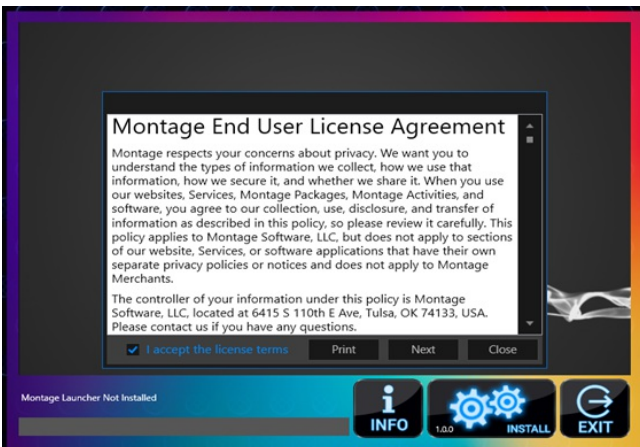 Montage End User License Agreement
Montage respects your concerns about privacy. We want you to
understand the types of information we collect, how we use that
information, how we secure it, and whether we share it. When you use
our websites, Services, Montage Packages, Montage Activities, and
software, you agree to our collection, use, disclosure, and transfer of
information as described in this policy, so please review it carefully. This
policy applies to Montage Software, LLC, but does not apply to sections
of our website, Services, or software applications that have their own
separate privacy policies or notices and does not apply to Montage
Merchants.
The controller of your information under this policy is Montage
Software, LLC, located at 6415 S 110th E Ave, Tulsa, OK 74133, USA.
Please contact us if you have any questions.
I accept the license terms Print Next Close
Montage Launcher Not Installed
INFO 1.0.0 INSTALL EXIT